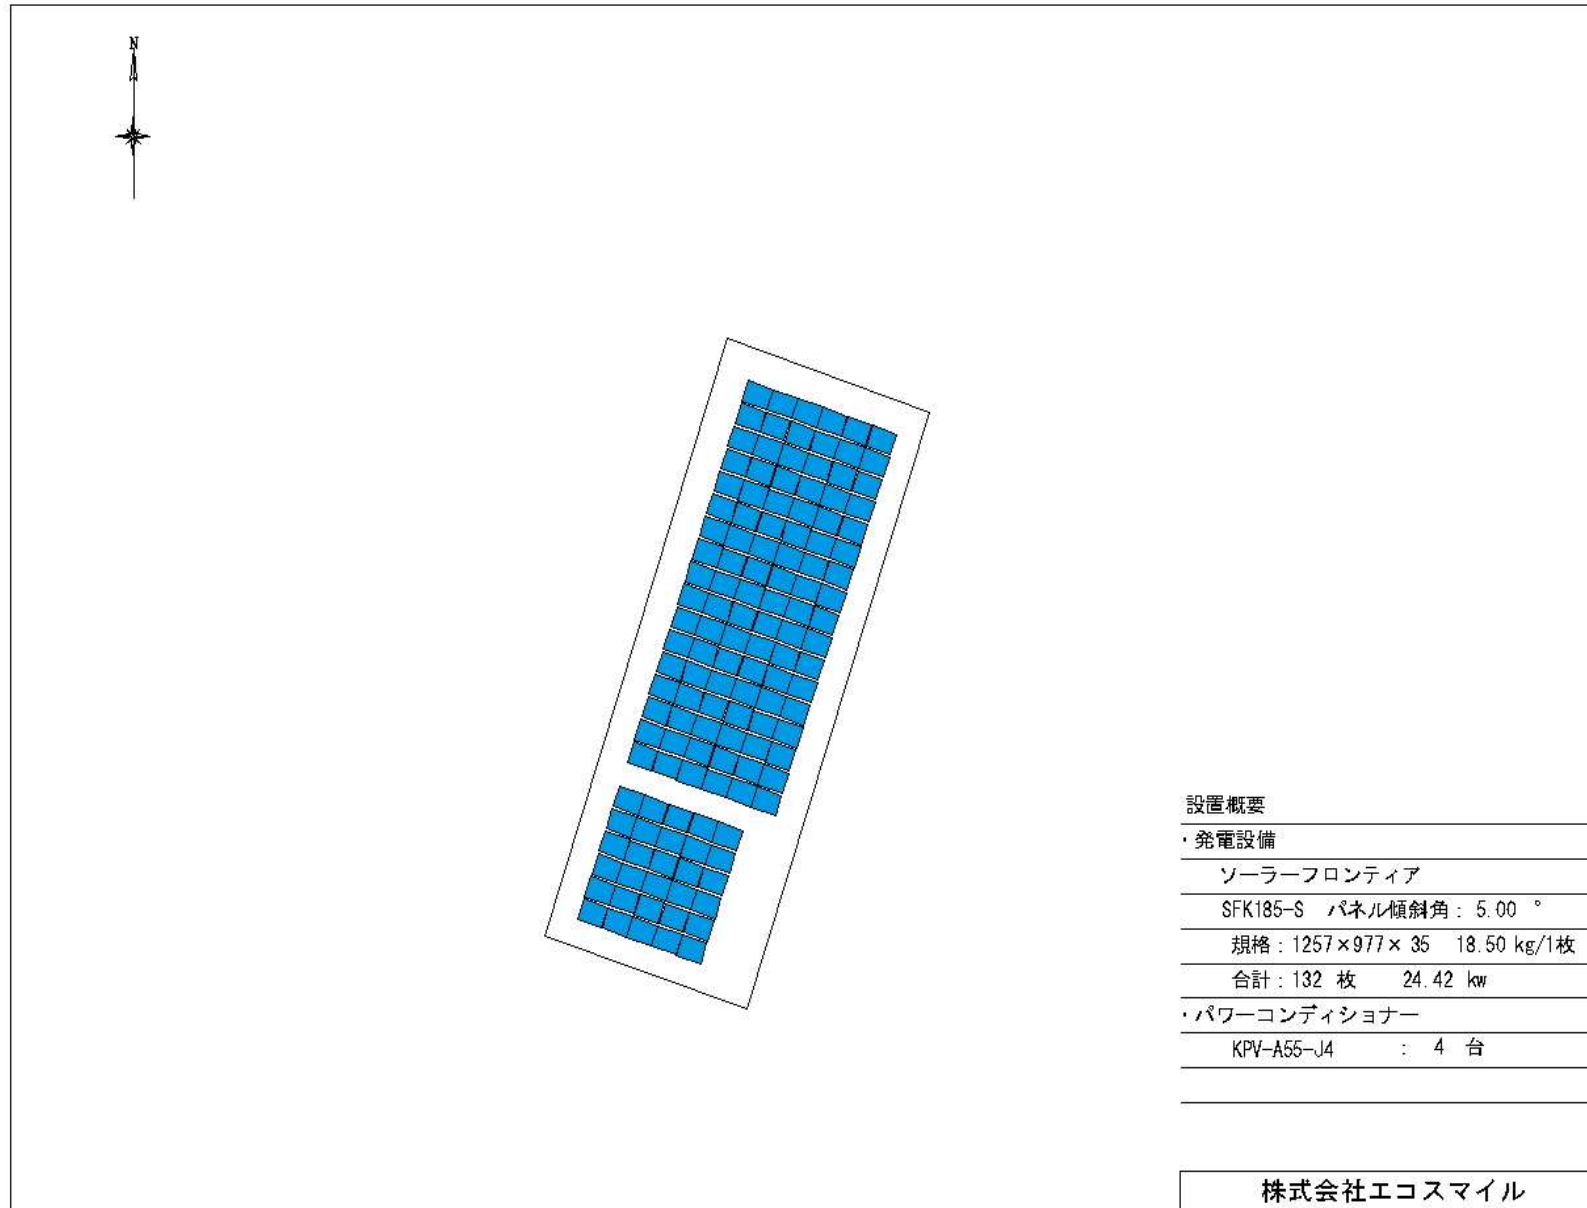 N
設置概要
・発電設備
ソーラーフロンティア
SFK185-S パネル傾斜角: 5.00 °
規格:1257×977×35 18.50 kg/1枚
合計:132 枚 24.42 kw
・パワーコンディショナー
KPV-A55-J4 : 4 台
株式会社エコスマイル